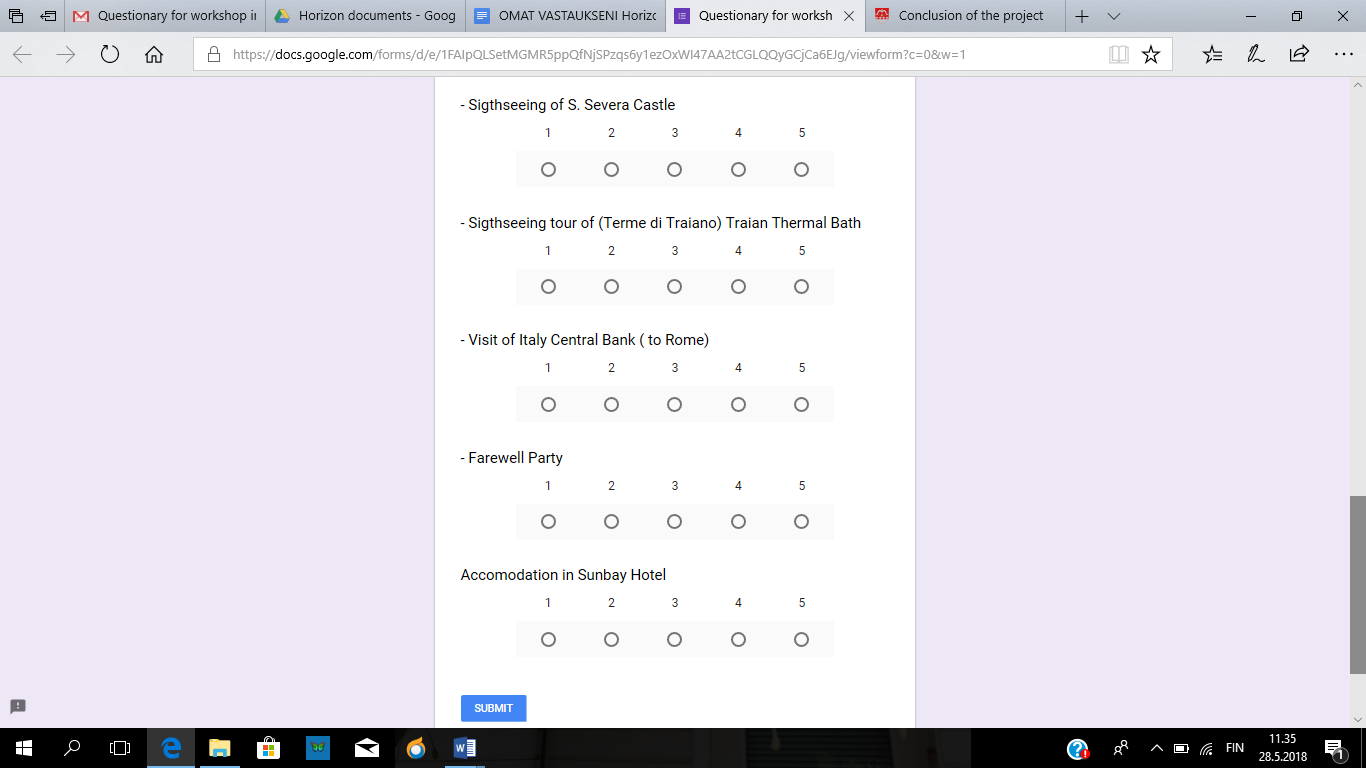 Questionary for workshop i
Horizon documents - Goog
OMAT VASTAUKSENI Horizo
Questionary for worksh
Conclusion of the project
https://docs.google.com/forms/d/e/1FAIpQLSetMGMR5ppQfNjSPzqs6y1ezOxWI47AA2tCGLQQyGCjCa6EJg/viewform?c=0&w=1
- Sigthseeing of S. Severa Castle
1 2 3 4 5
- Sigthseeing tour of (Terme di Traiano) Traian Thermal Bath
1 2 3 4 5
- Visit of Italy Central Bank ( to Rome)
1 2 3 4 5
- Farewell Party
1 2 3 4 5
Accomodation in Sunbay Hotel
1 2 3 4 5
SUBMIT
FIN
11.35
28.5.2018
1